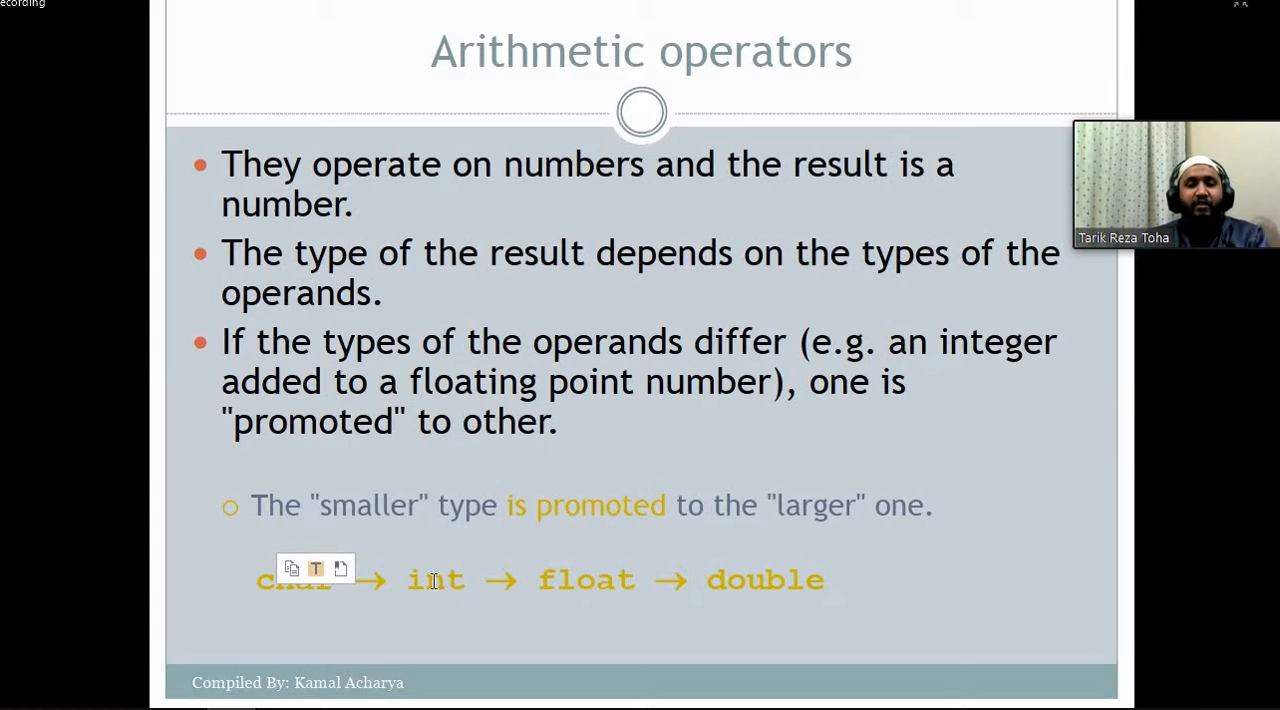 ecording
Arithmetic operators
Tarik Reza Toha
• They operate on numbers and the result is a
number.
• The type of the result depends on the types of the
operands.
• If the types of the operands differ (e.g. an integer
added to a floating point number), one is
"promoted" to other.
○ The "smaller" type is promoted to the "larger" one.
char → int → float → double
Compiled By: Kamal Acharya